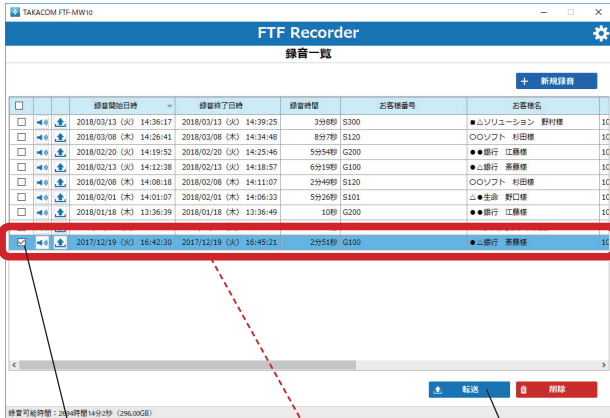 TAKACOM FTF-MW10
FTF Recorder
録音一覧
+ 新規録音
録音開始日時 録音終了日時 録音時間 お客様番号 お客様名
2018/03/13 (火) 14:36:17 2018/03/13 (火) 14:39:25 3分8秒 S300 ■△ソリューション 野村様 10
2018/03/08 (木) 14:26:41 2018/03/08 (木) 14:34:48 8分7秒 S120 〇〇ソフト 杉田様 10
2018/02/20 (火) 14:19:52 2018/02/20 (火) 14:25:46 5分54秒 G200 ●●銀行 江藤様 10
2018/02/13 (火) 14:12:38 2018/02/13 (火) 14:18:57 6分19秒 G100 ●△銀行 斎藤様 10
2018/02/08 (木) 14:08:18 2018/02/08 (木) 14:11:07 2分49秒 S120 〇〇ソフト 杉田様 10
2018/02/01 (木) 14:01:07 2018/02/01 (木) 14:06:33 5分26秒 S101 △●生命 野口様 10
2018/01/18 (木) 13:36:39 2018/01/18 (木) 13:36:49 10秒 G200 ●●銀行 江藤様 10
2017/12/19 (火) 16:42:30 2017/12/19 (火) 16:45:21 2分51秒 G100 ●△銀行 斎藤様 10
転送 削除
録音可能時間：2694時間14分2秒 (296.00GB)